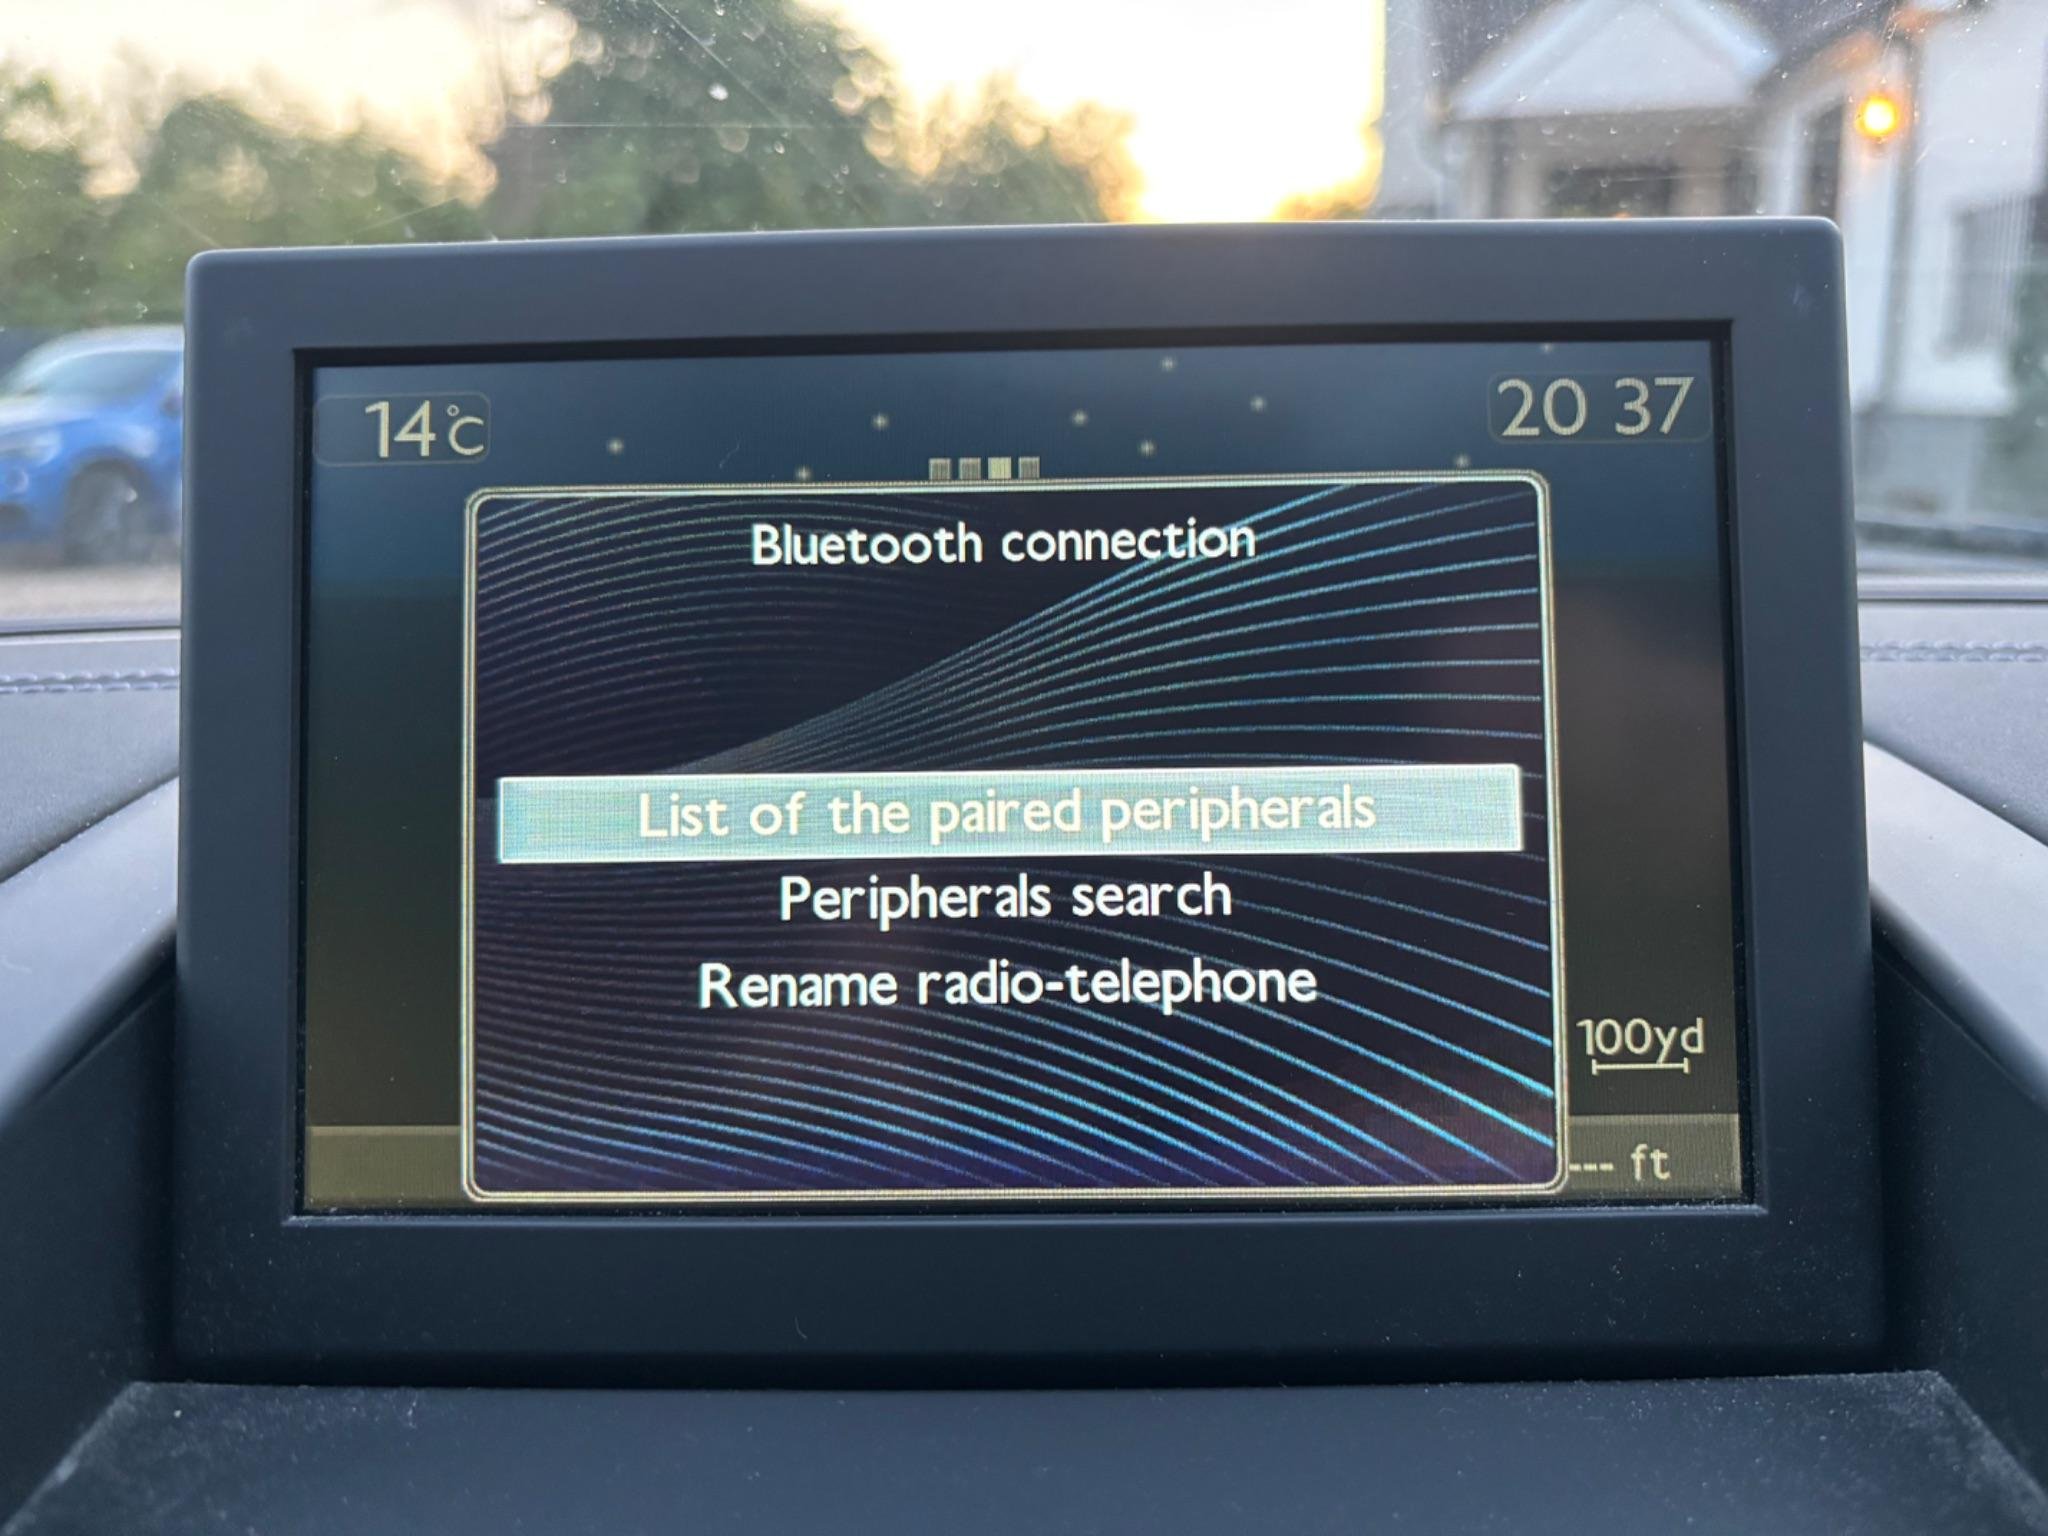 14°C
20 37
Bluetooth connection
List of the paired peripherals
Peripherals search
Rename radio-telephone
100yd
--- ft